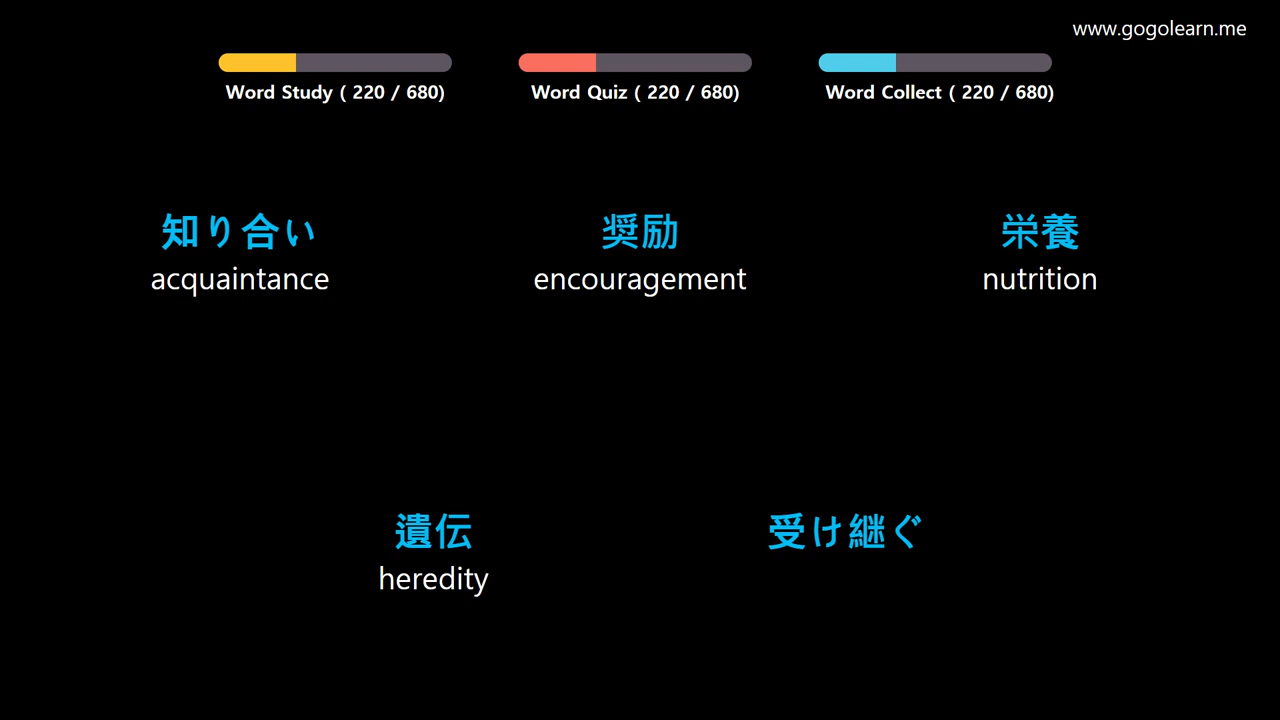 www.gogolearn.me
Word Study ( 220 / 680)
Word Quiz ( 220 / 680)
Word Collect ( 220 / 680)
知り合い
acquaintance
奨励
encouragement
栄養
nutrition
遺伝
heredity
受け継ぐ